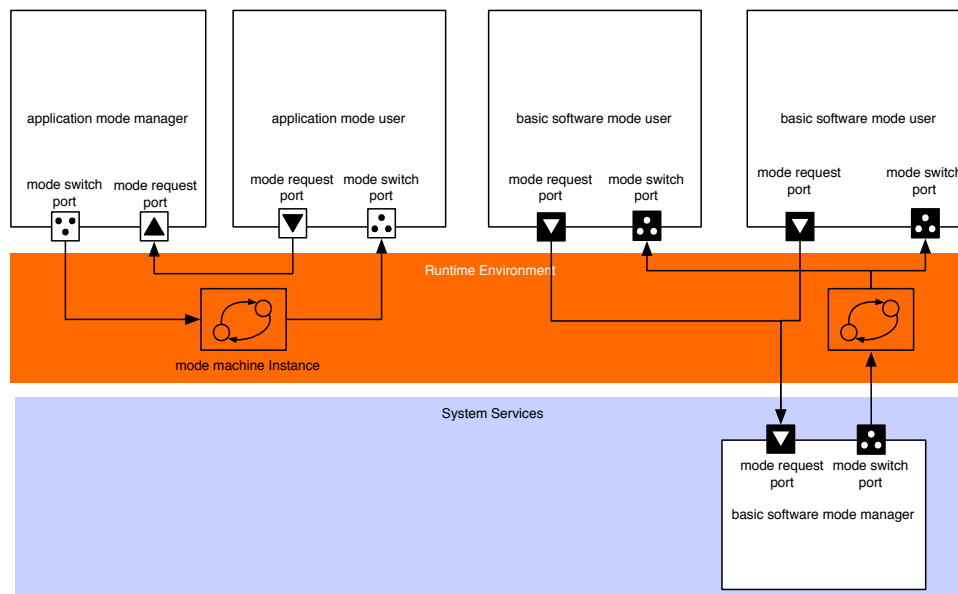 application mode manager
application mode user
basic software mode user
basic software mode user
mode switch
port
mode request
port
mode request
port
mode switch
port
mode request
port
mode switch
port
mode request
port
mode switch
port
Runtime Environment
mode machine Instance
System Services
mode request
port
mode switch
port
basic software mode manager